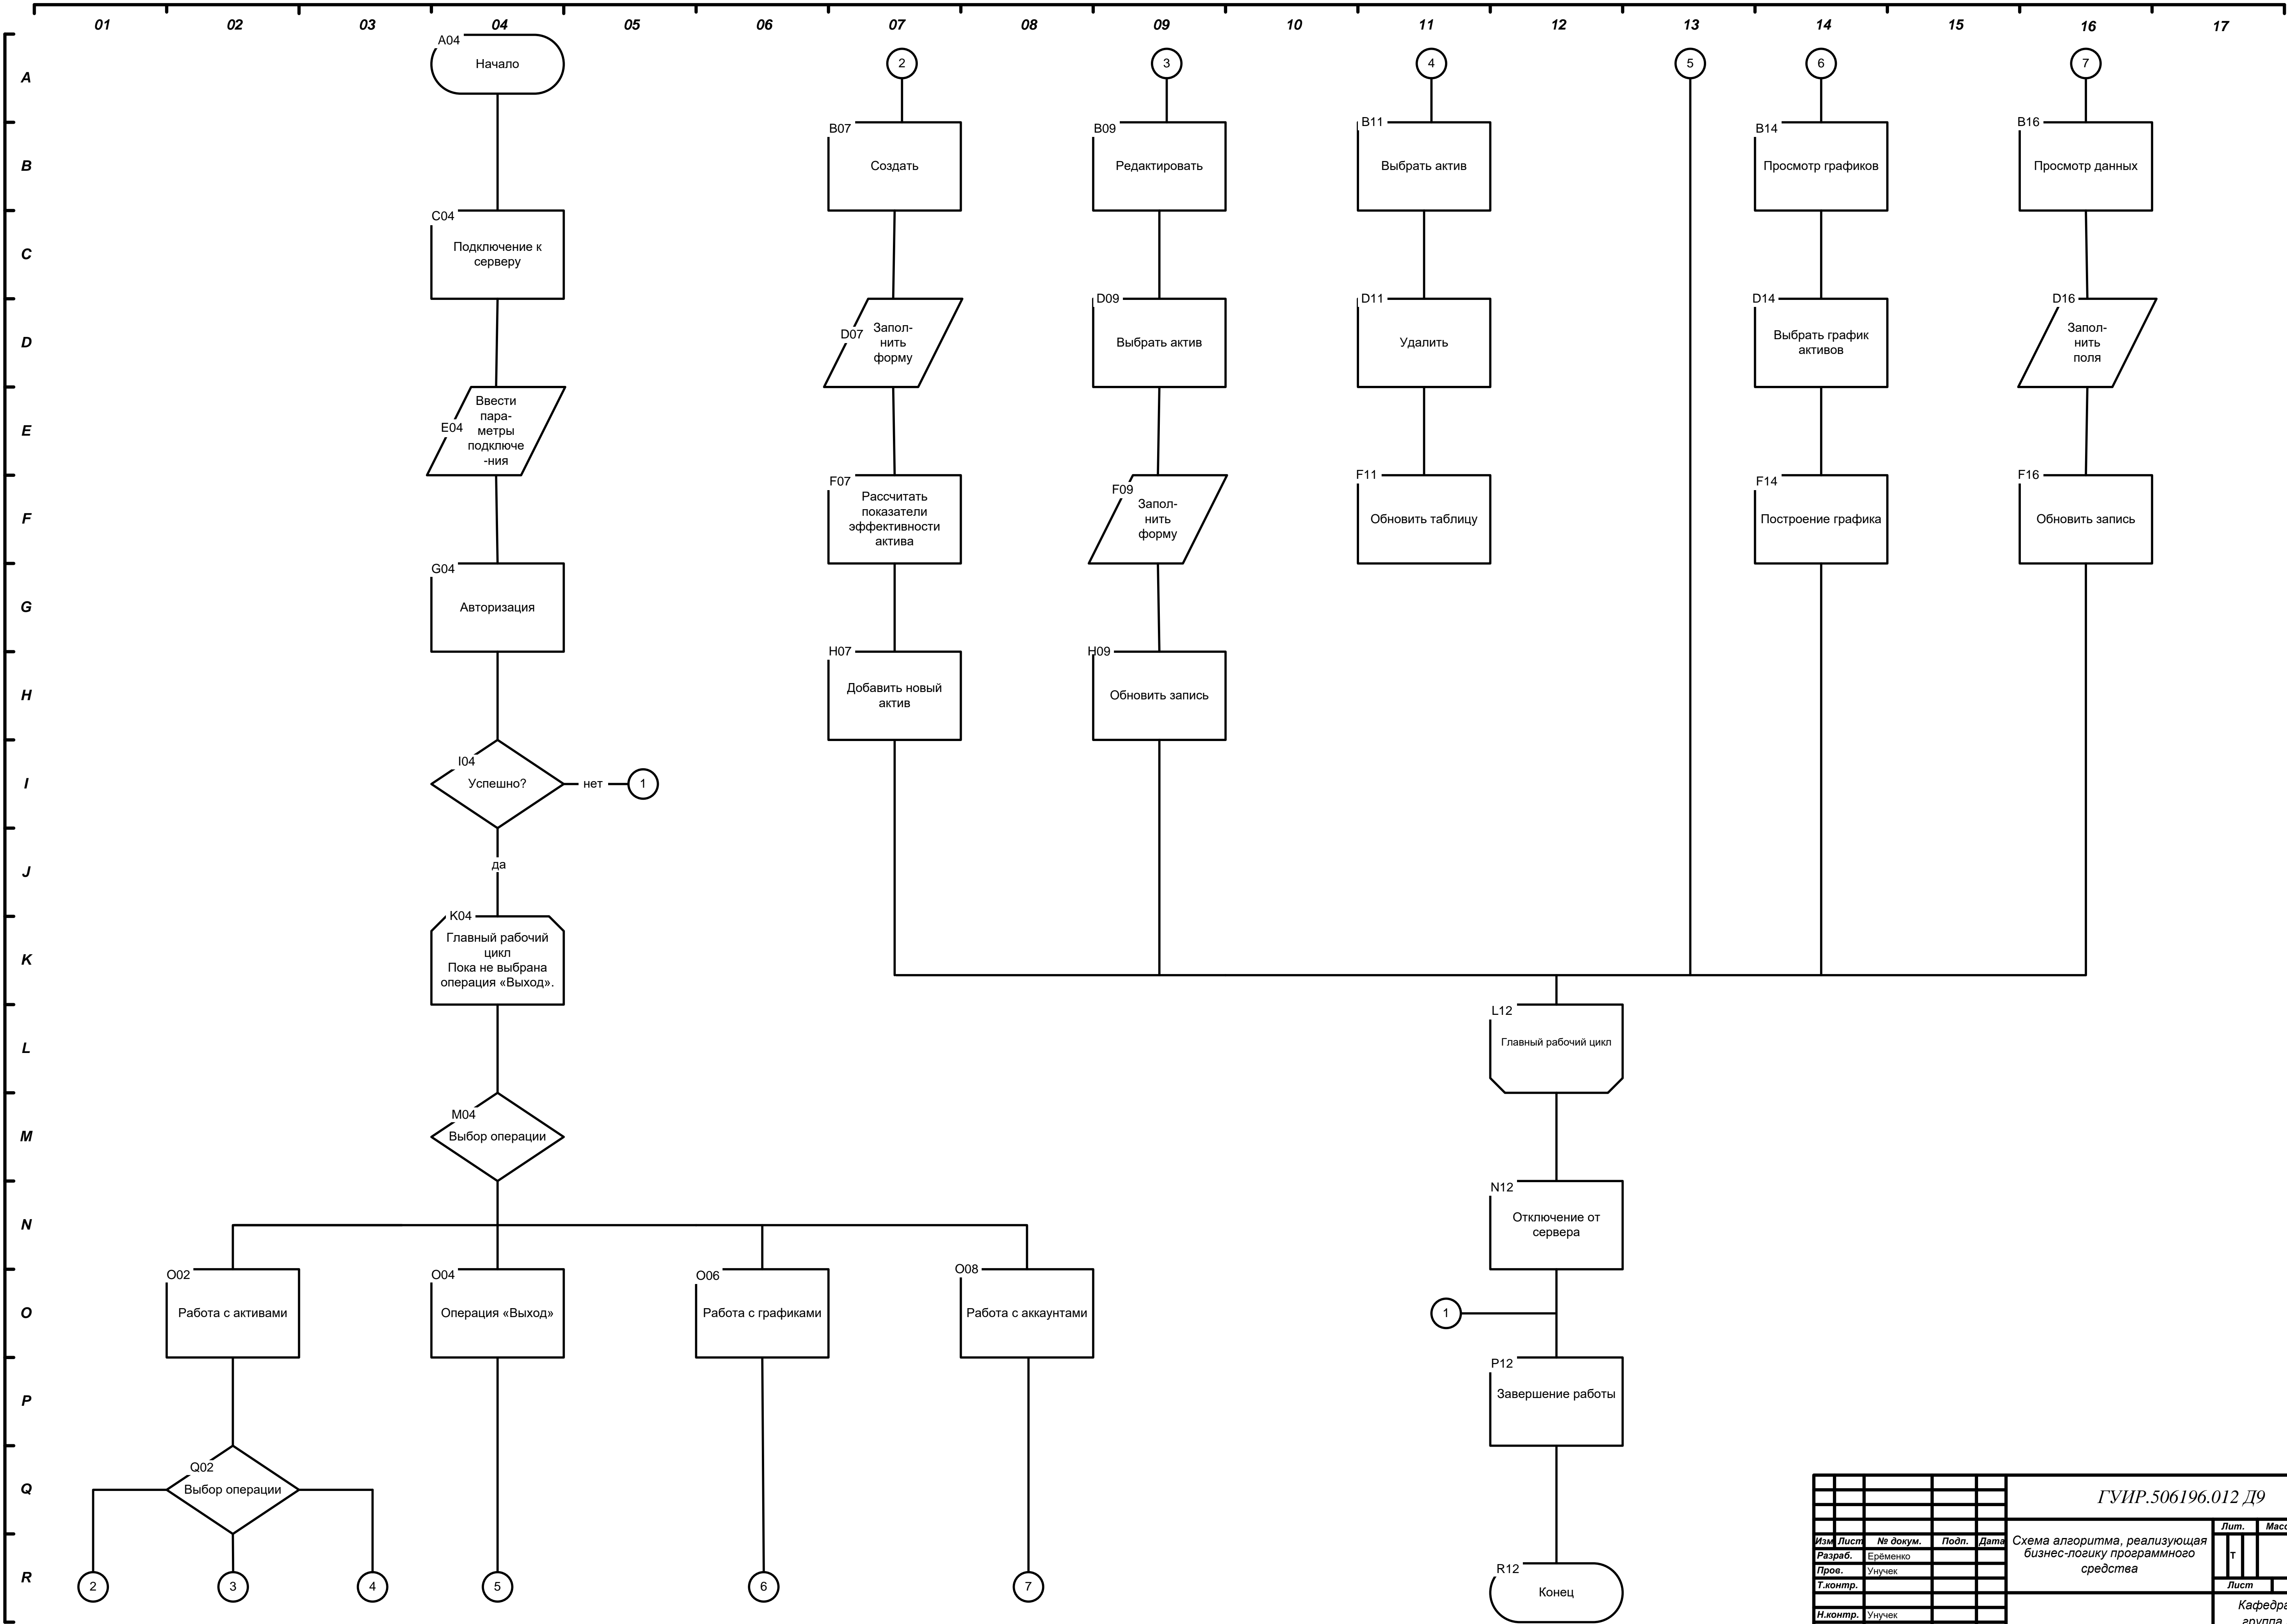 01 02 03 04 05 06 07 08 09 10 11 12 13 14 15 16 17
A
B
C
D
E
F
G
H
I
J
K
L
M
N
O
P
Q
R
A04
Начало
C04
Подключение к
серверу
E04
Ввести
пара-
метры
подключе
-ния
G04
Авторизация
I04
Успешно?
нет
1
да
K04
Главный рабочий
цикл
Пока не выбрана
операция «Выход».
M04
Выбор операции
O02
Работа с активами
O04
Операция «Выход»
O06
Работа с графиками
O08
Работа с аккаунтами
Q02
Выбор операции
2
3
4
5
6
7
2
B07
Создать
D07
Запол-
нить
форму
F07
Рассчитать
показатели
эффективности
актива
H07
Добавить новый
актив
3
B09
Редактировать
D09
Выбрать актив
F09
Запол-
нить
форму
H09
Обновить запись
4
B11
Выбрать актив
D11
Удалить
F11
Обновить таблицу
5
6
B14
Просмотр графиков
D14
Выбрать график
активов
F14
Построение графика
7
B16
Просмотр данных
D16
Запол-
нить
поля
F16
Обновить запись
L12
Главный рабочий цикл
N12
Отключение от
сервера
1
P12
Завершение работы
R12
Конец
ГУИР.506196.012 Д9
Изм Лист № докум. Подп. Дата
Разраб. Ерёменко
Пров. Унучек
Т.контр.
Н.контр. Унучек
Схема алгоритма, реализующая
бизнес-логику программного
средства
Лит.
Т
Лист
группа